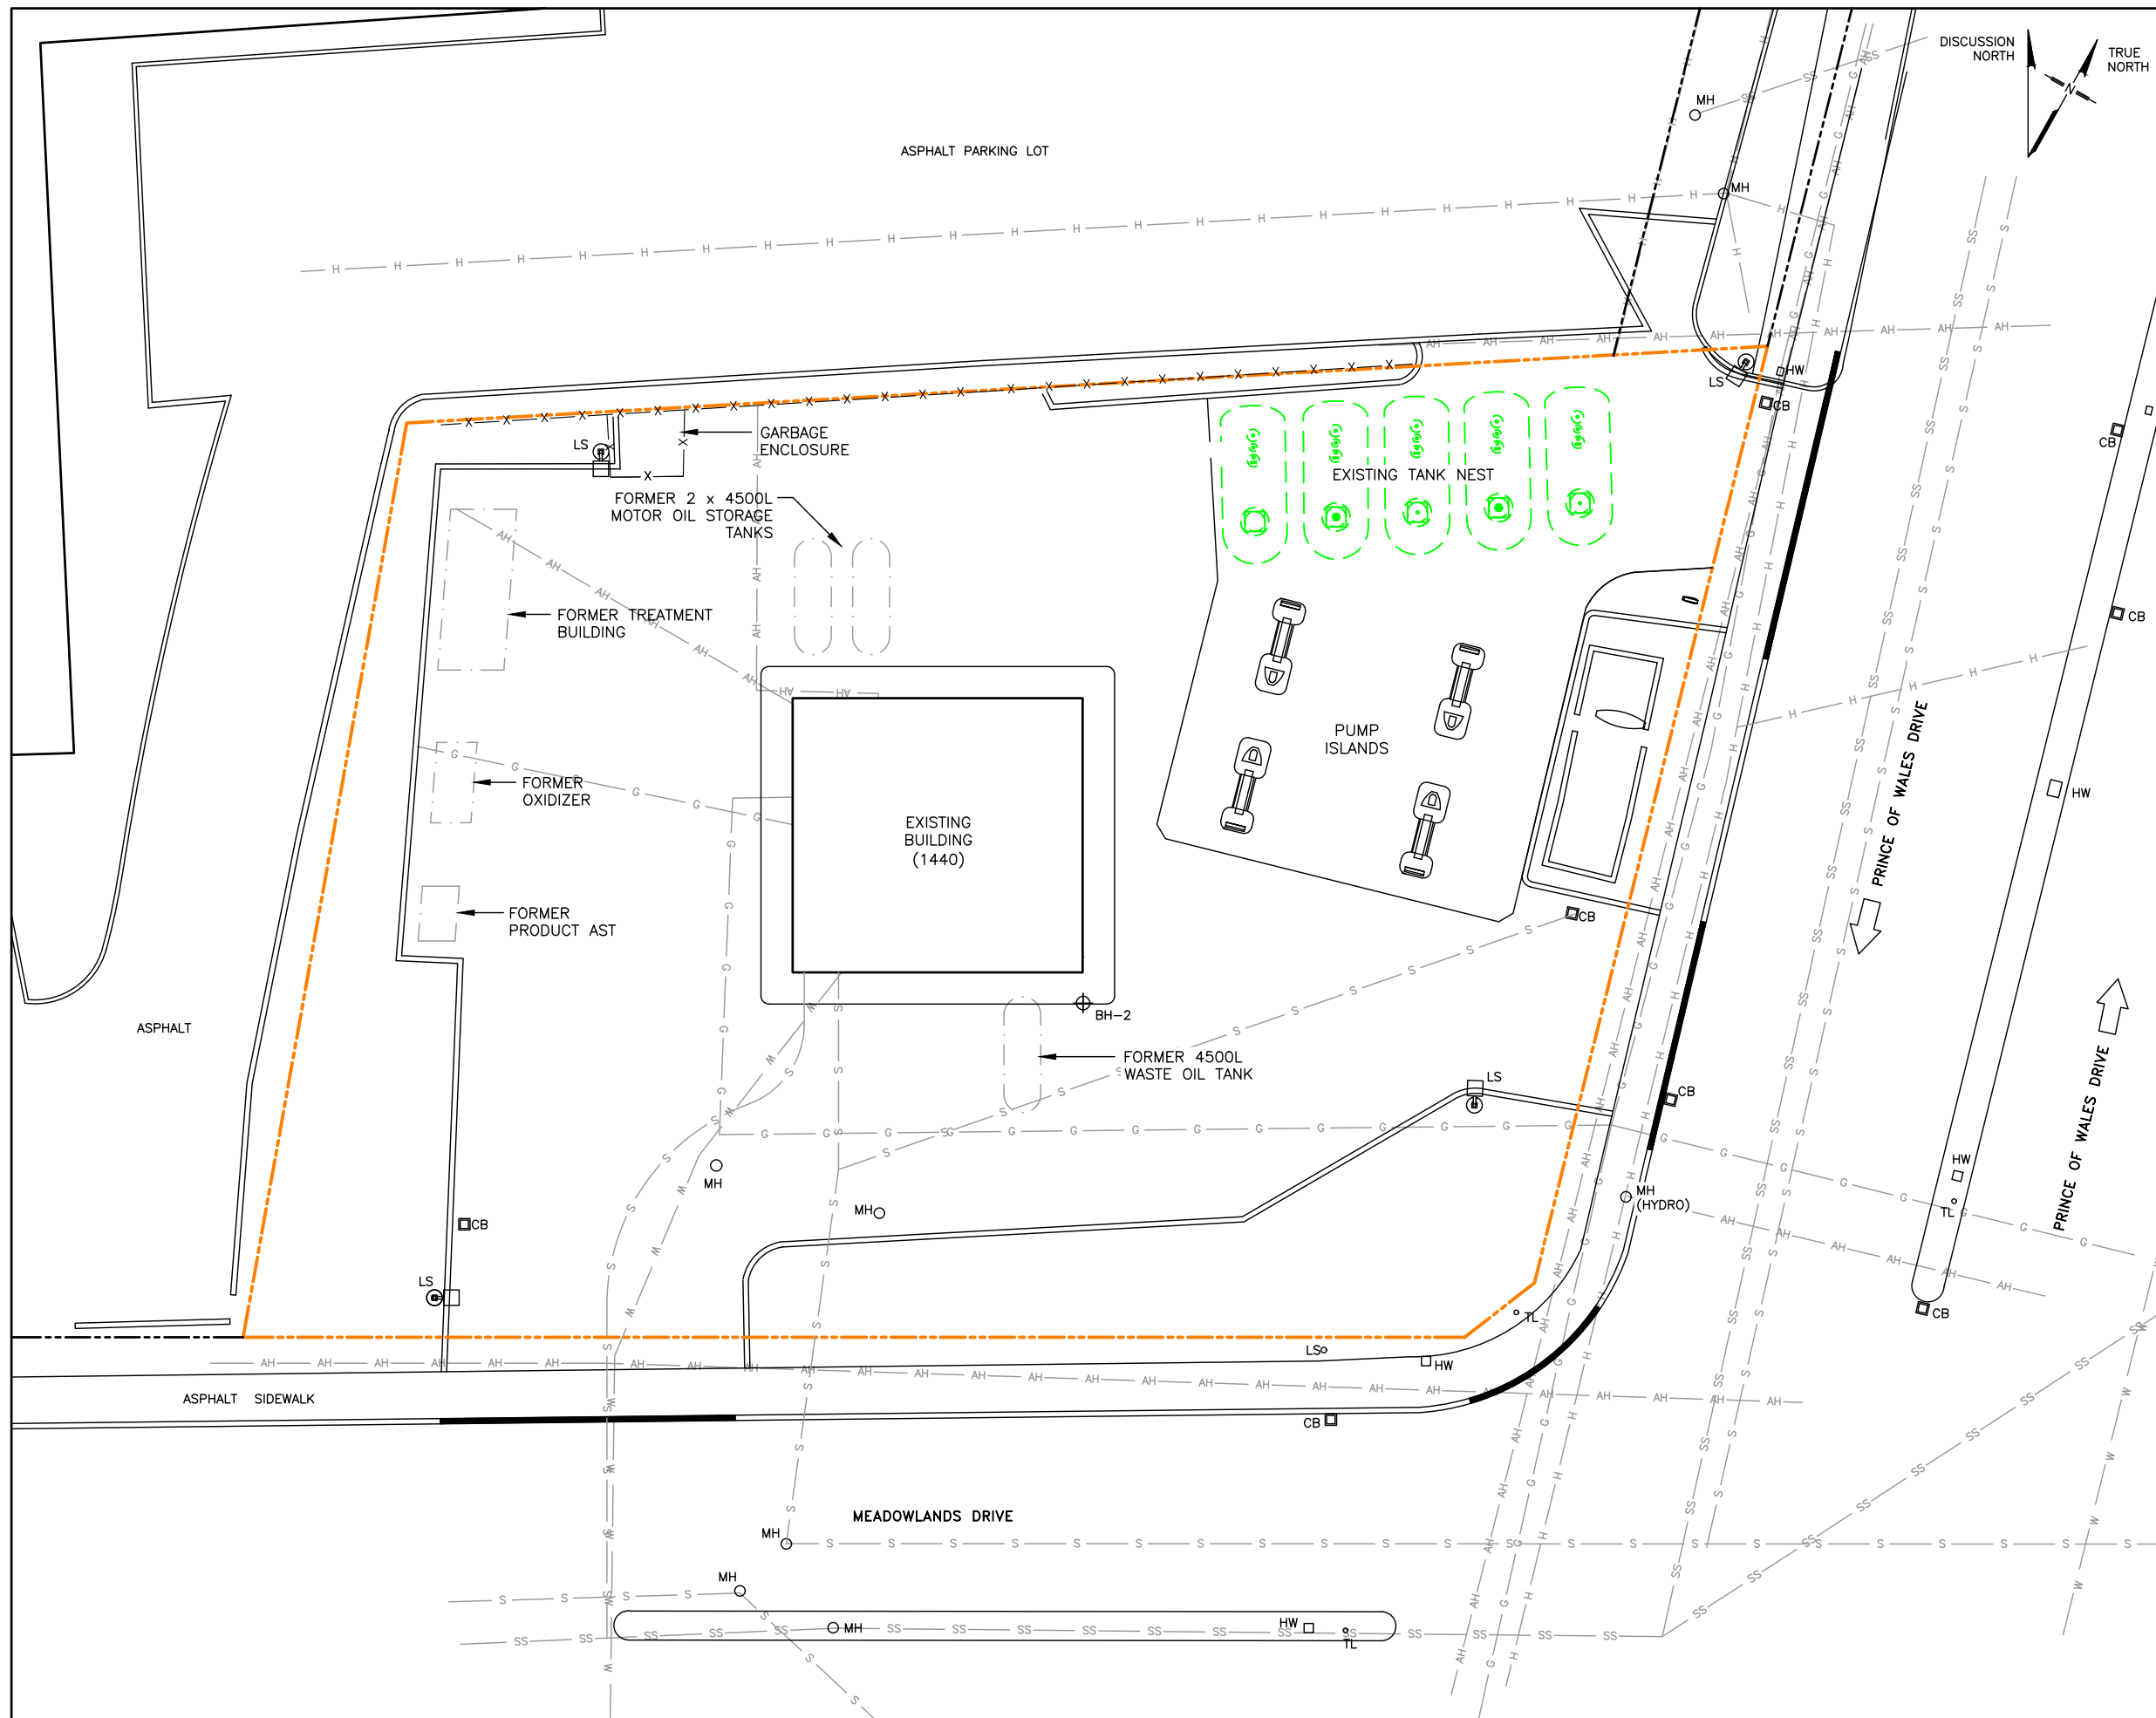 DISCUSSION
NORTH
TRUE
NORTH
N
MH
ASPHALT PARKING LOT
MH
LS
HW
CB
CB
GARBAGE
ENCLOSURE
LS
EXISTING TANK NEST
FORMER 2 x 4500L
MOTOR OIL STORAGE
TANKS
FORMER TREATMENT
BUILDING
CB
PUMP
ISLANDS
PRINCE OF WALES DRIVE
FORMER
OXIDIZER
HW
EXISTING
BUILDING
(1440)
FORMER
PRODUCT AST
CB
BH-2
ASPHALT
FORMER 4500L
WASTE OIL TANK
LS
CB
PRINCE OF WALES DRIVE
MH
MH
(HYDRO)
HW
TL
MH
CB
LS
CB
TL
LS
HW
ASPHALT SIDEWALK
CB
MEADOWLANDS DRIVE
MH
MH
MH
HW
TL